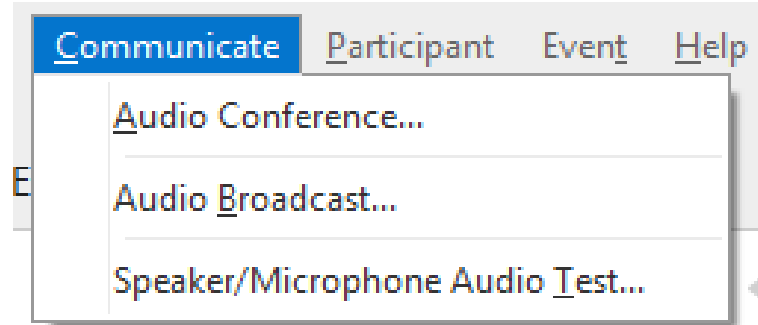 Communicate Participant Event Help
Audio Conference...
E
Audio Broadcast...
Speaker/Microphone Audio Test...